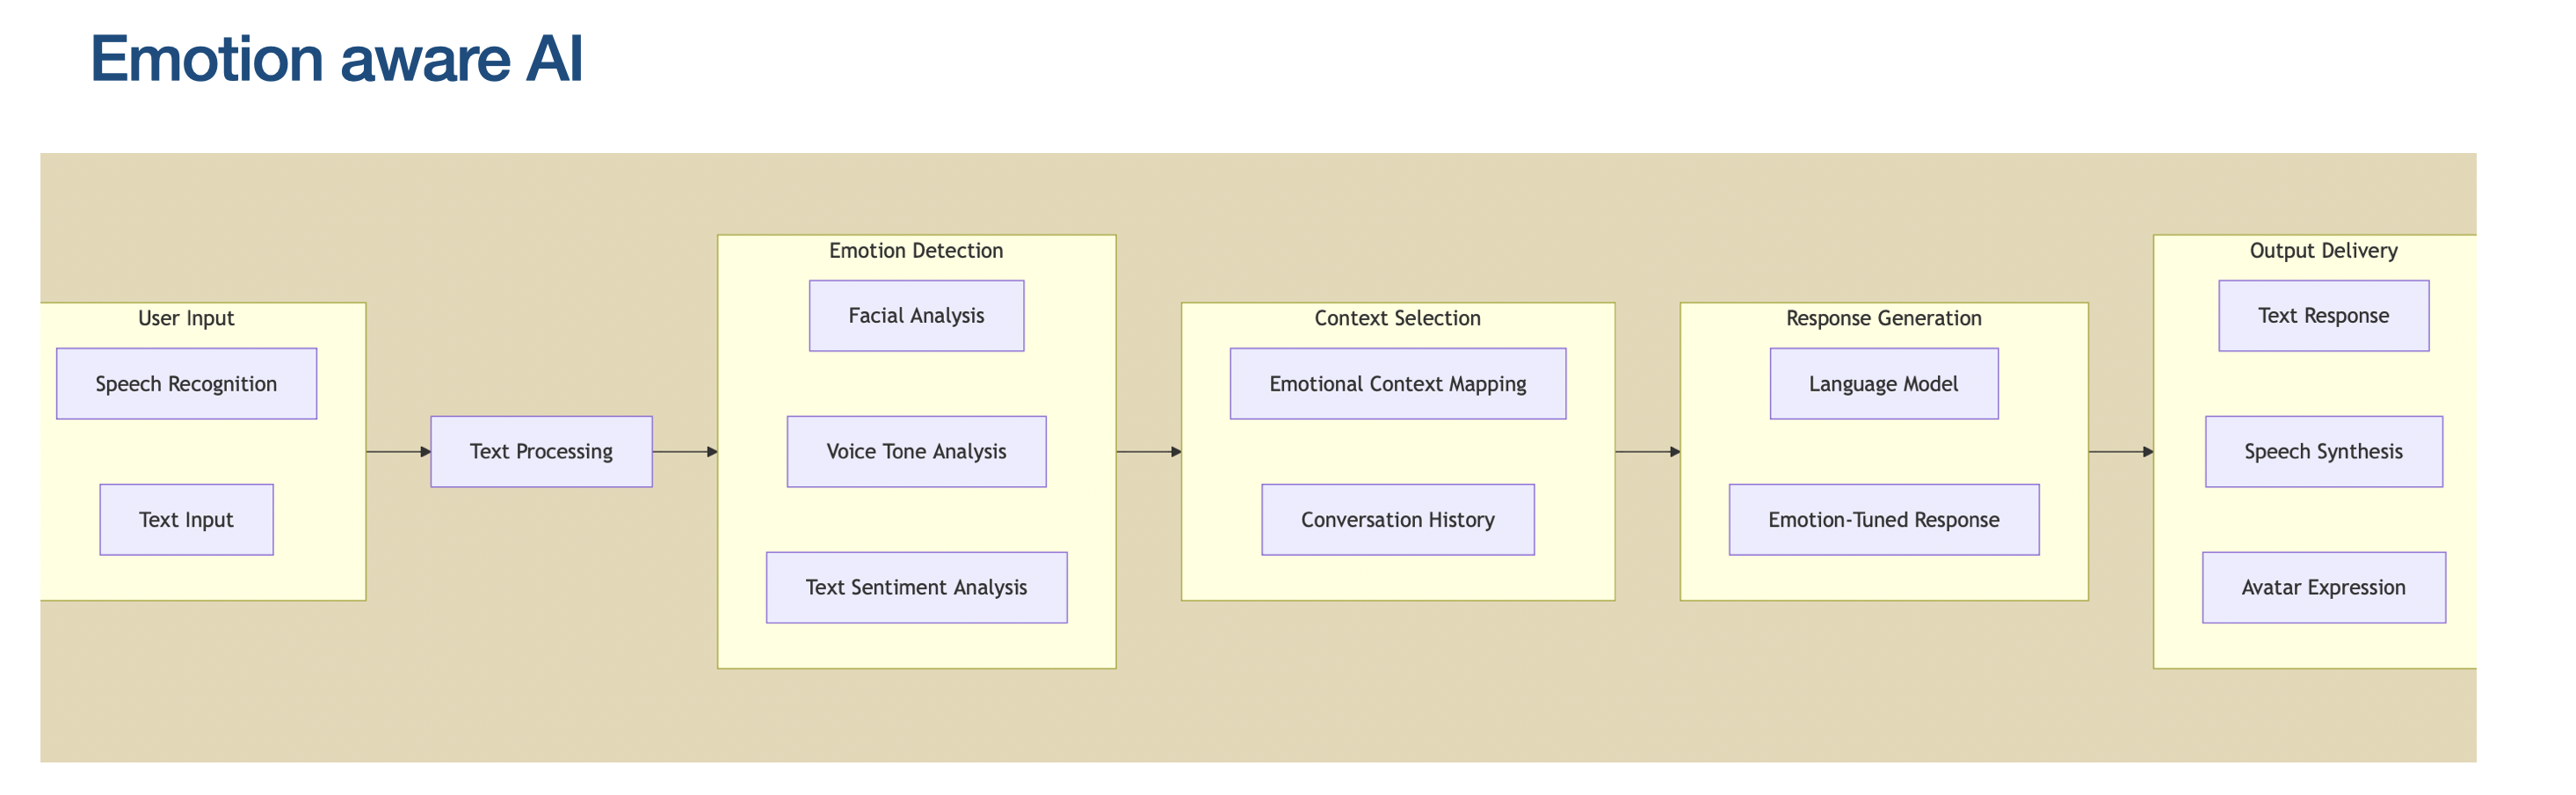 Emotion aware AI
User Input
Speech Recognition
Text Input
Text Processing
Emotion Detection
Facial Analysis
Voice Tone Analysis
Text Sentiment Analysis
Context Selection
Emotional Context Mapping
Conversation History
Response Generation
Language Model
Emotion-Tuned Response
Output Delivery
Text Response
Speech Synthesis
Avatar Expression